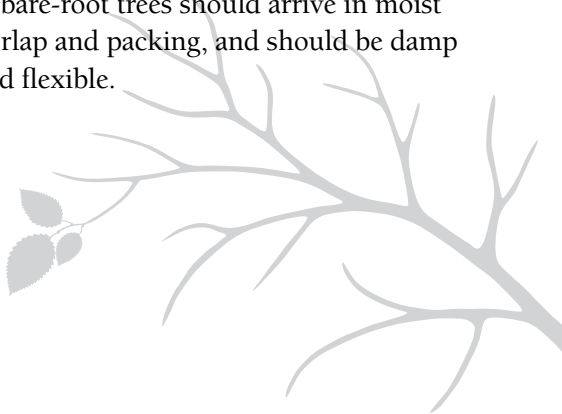 bare-root trees should arrive in moist
rlap and packing, and should be damp
d flexible.